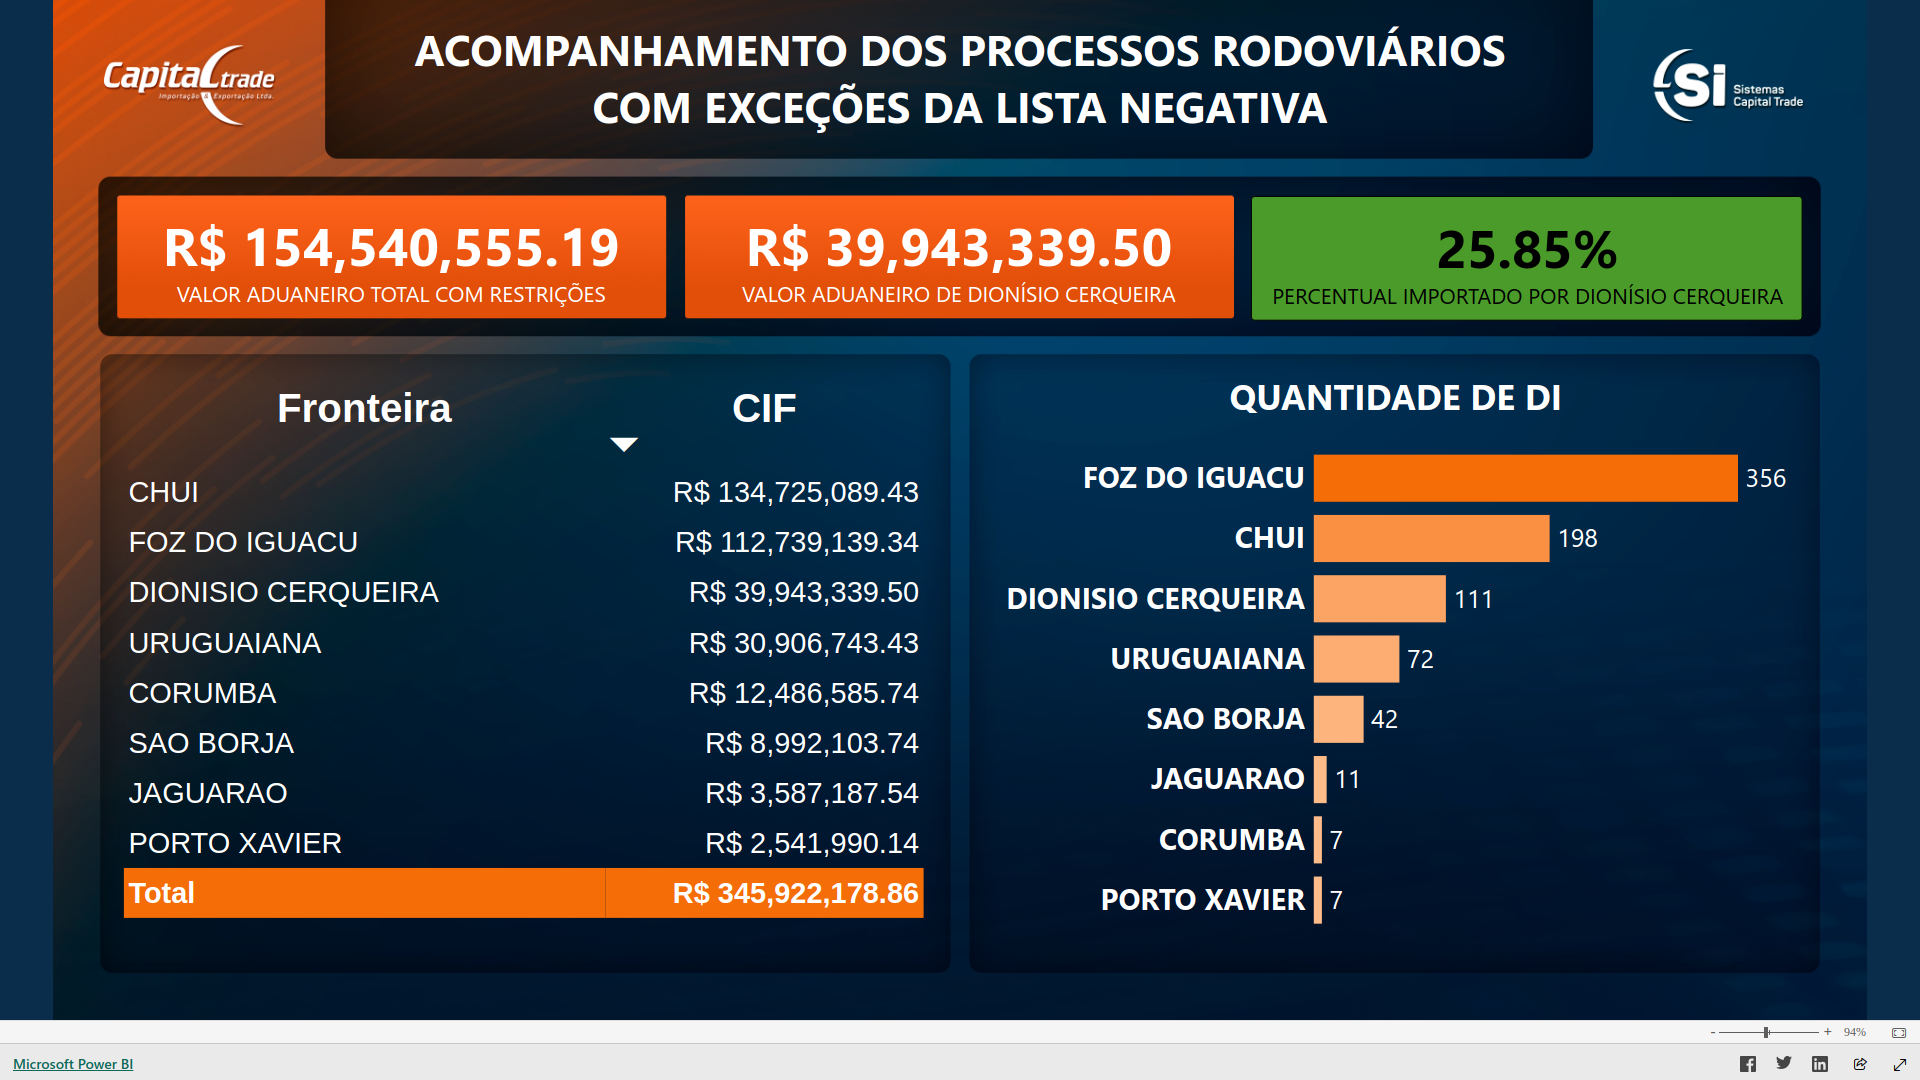 Capital trade
Importação & Exportação Ltda.
ACOMPANHAMENTO DOS PROCESSOS RODOVIÁRIOS
COM EXCEÇÕES DA LISTA NEGATIVA
Si Sistemas
Capital Trade
R$ 154,540,555.19
VALOR ADUANEIRO TOTAL COM RESTRIÇÕES
R$ 39,943,339.50
VALOR ADUANEIRO DE DIONÍSIO CERQUEIRA
25.85%
PERCENTUAL IMPORTADO POR DIONÍSIO CERQUEIRA
Fronteira CIF
CHUI R$ 134,725,089.43
FOZ DO IGUACU R$ 112,739,139.34
DIONISIO CERQUEIRA R$ 39,943,339.50
URUGUAIANA R$ 30,906,743.43
CORUMBA R$ 12,486,585.74
SAO BORJA R$ 8,992,103.74
JAGUARAO R$ 3,587,187.54
PORTO XAVIER R$ 2,541,990.14
Total R$ 345,922,178.86
QUANTIDADE DE DI
FOZ DO IGUACU 356
CHUI 198
DIONISIO CERQUEIRA 111
URUGUAIANA 72
SAO BORJA 42
JAGUARAO 11
CORUMBA 7
PORTO XAVIER 7
- + 94%
Microsoft Power BI